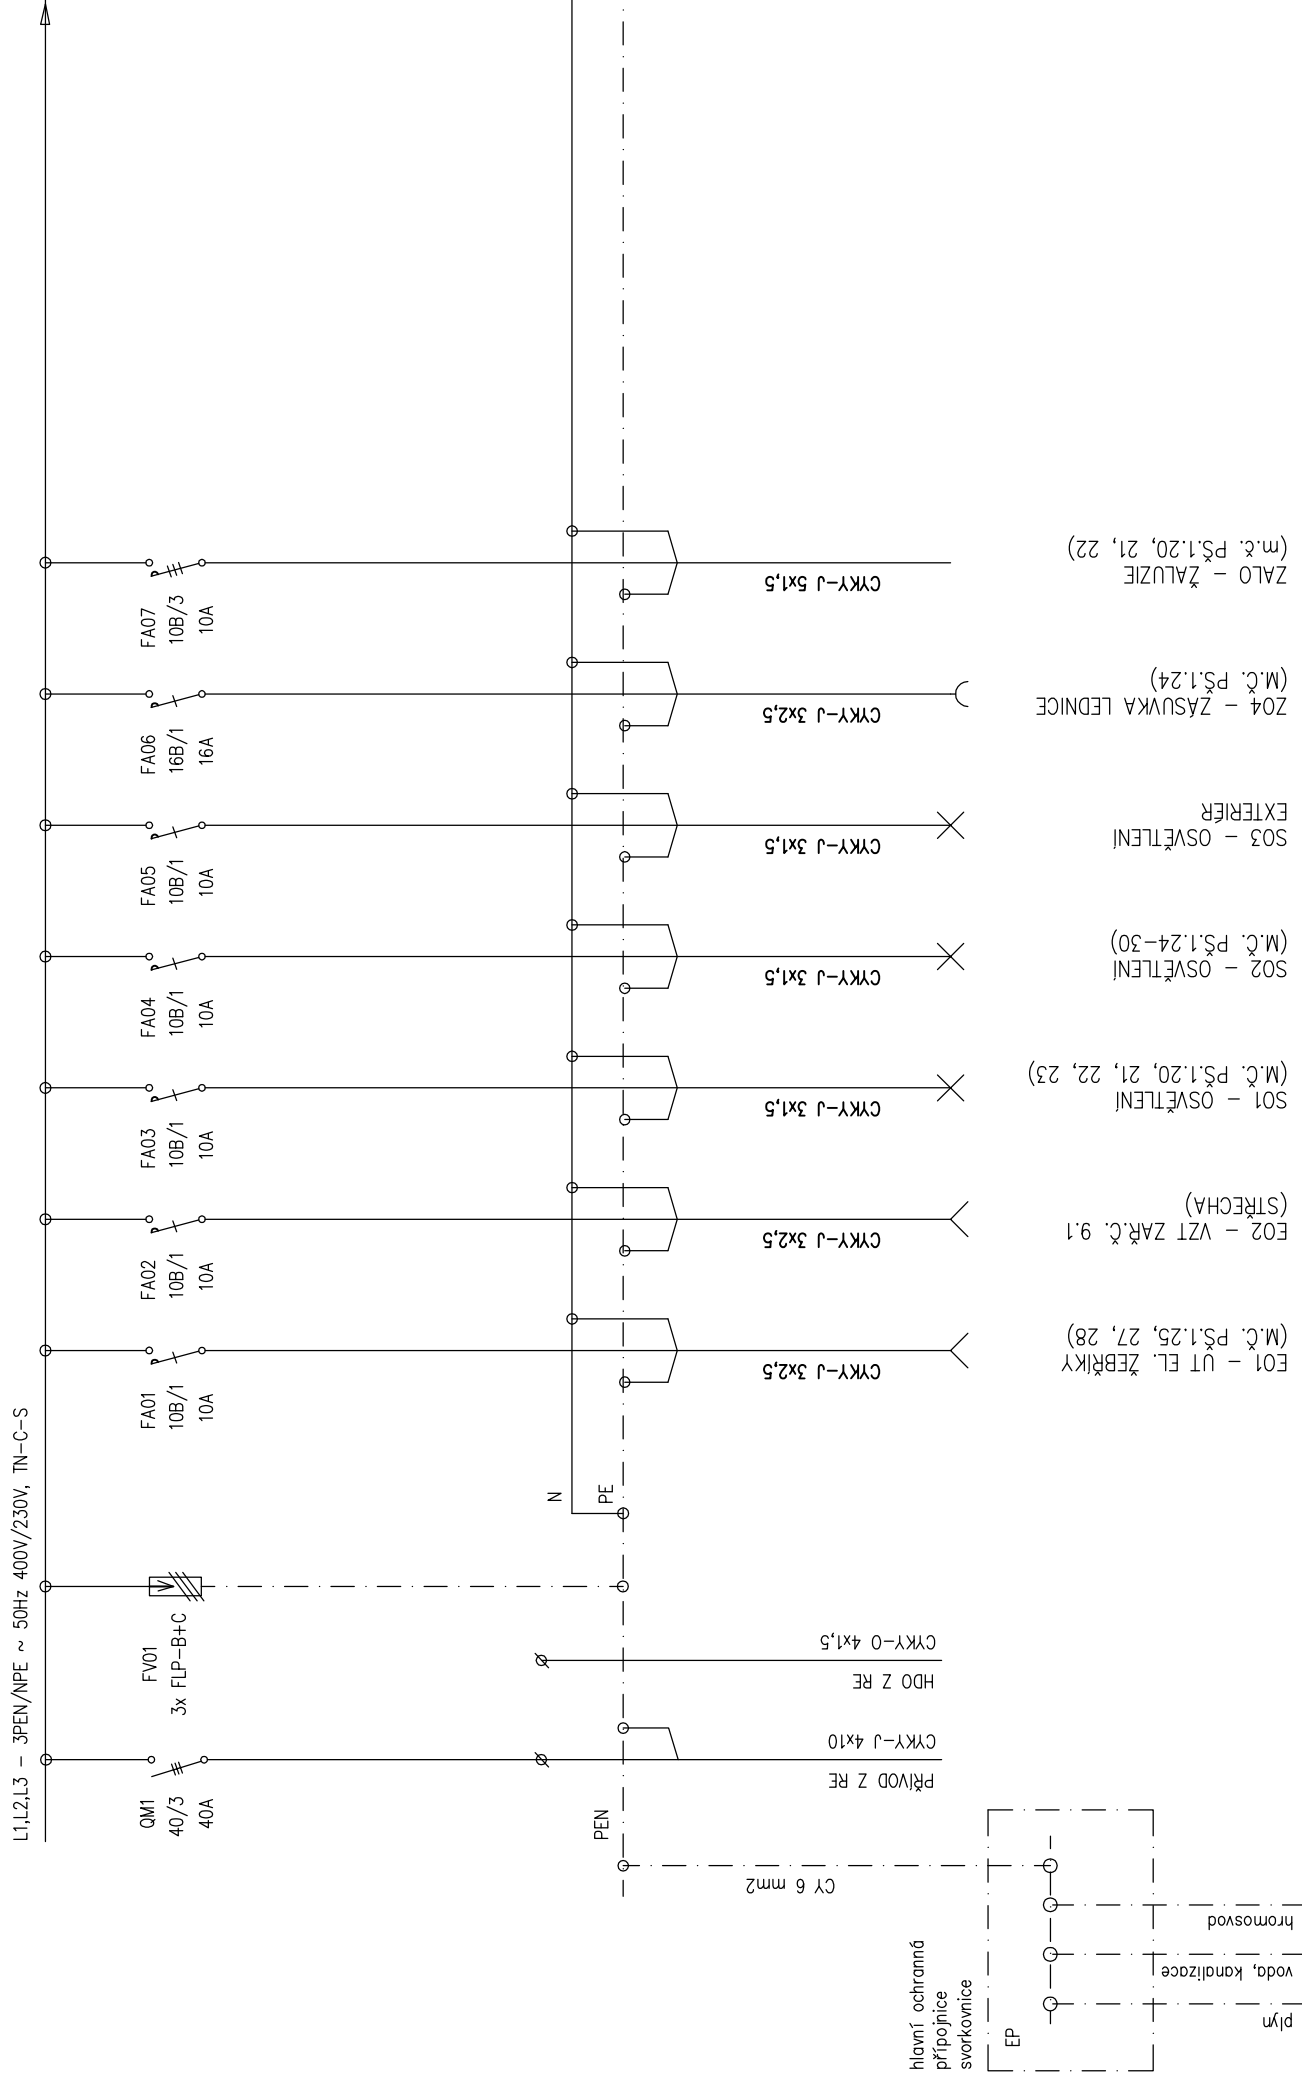 L1,L2,L3 – 3PEN/NPE ~ 50Hz 400V/230V, TN–C–S
QM1
40/3
40A
FV01
3x FLP–B+C
FA01
10B/1
10A
FA02
10B/1
10A
FA03
10B/1
10A
FA04
10B/1
10A
FA05
10B/1
10A
FA06
16B/1
16A
FA07
10B/3
10A
N
PE
PEN
PŘÍVOD Z RE
CYKY–J 4x10
HDO Z RE
CYKY–O 4x1,5
CYKY–J 3x2,5
CYKY–J 3x2,5
CYKY–J 3x1,5
CYKY–J 3x1,5
CYKY–J 3x1,5
CYKY–J 3x2,5
CYKY–J 5x1,5
CY 6 mm2
E01 – UT EL. ŽEBŘÍKY
(M.Č. PŠ.1.25, 27, 28)
E02 – VZT ZAŘ.Č. 9.1
(STŘECHA)
S01 – OSVĚTLENÍ
(M.Č. PŠ.1.20, 21, 22, 23)
S02 – OSVĚTLENÍ
(M.Č. PŠ.1.24–30)
S03 – OSVĚTLENÍ
EXTERIÉR
Z04 – ZÁSUVKA LEDNICE
(M.Č. PŠ.1.24)
ZAL0 – ŽALUZIE
(m.č. PŠ.1.20, 21, 22)
hlavní ochranná
přípojnice
svorkovnice
EP
hromosvod
voda, kanalizace
plyn